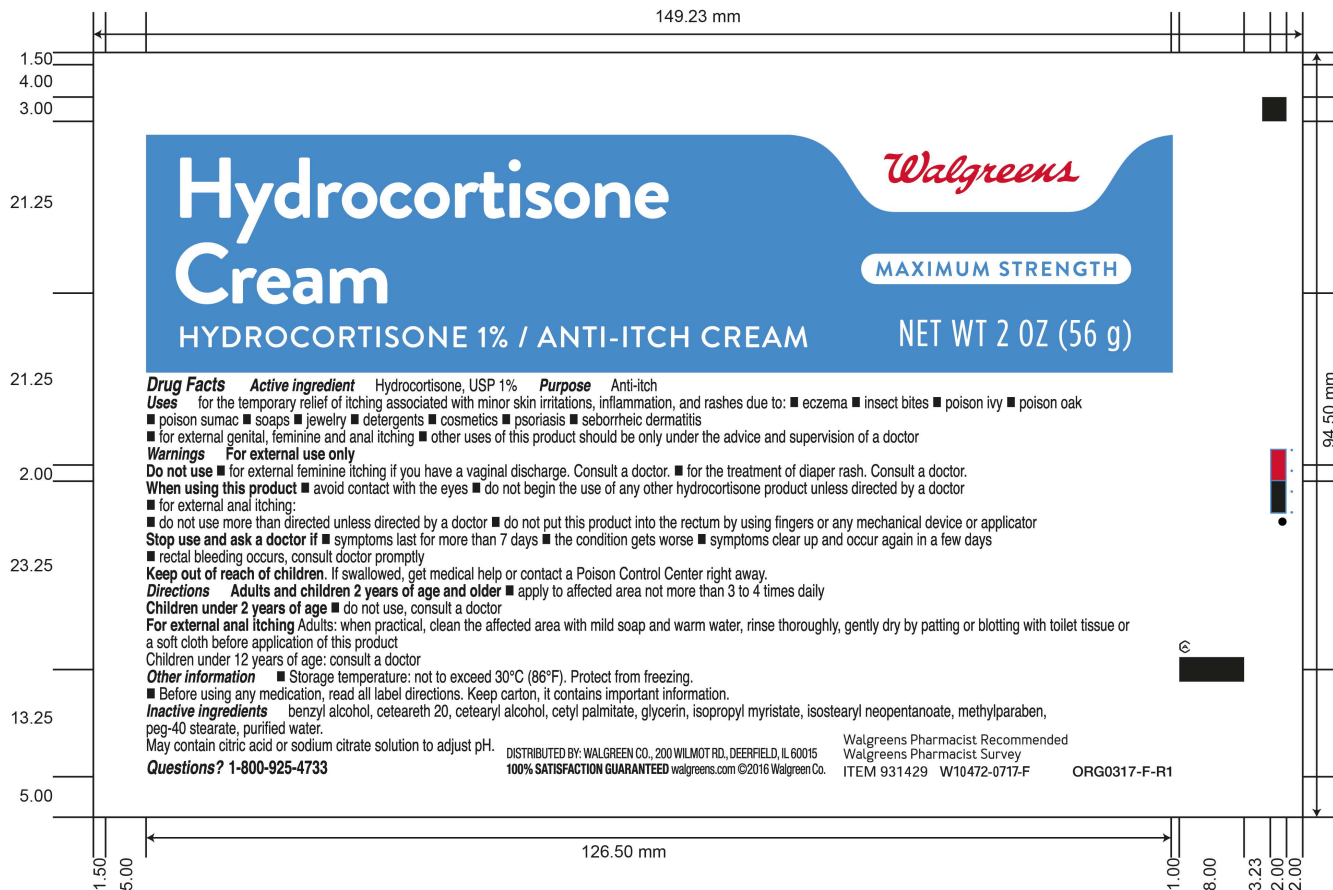 149.23 mm
1.50
4.00
3.00
21.25
21.25
2.00
23.25
13.25
5.00
Hydrocortisone
Cream
HYDROCORTISONE 1% / ANTI-ITCH CREAM
Walgreens
MAXIMUM STRENGTH
NET WT 2 OZ (56 g)
Drug Facts Active ingredient Hydrocortisone, USP 1% Purpose Anti-itch
Uses for the temporary relief of itching associated with minor skin irritations, inflammation, and rashes due to: ■ eczema ■ insect bites ■ poison ivy ■ poison oak
■ poison sumac ■ soaps ■ jewelry ■ detergents ■ cosmetics ■ psoriasis ■ seborrheic dermatitis
■ for external genital, feminine and anal itching ■ other uses of this product should be only under the advice and supervision of a doctor
Warnings For external use only
Do not use ■ for external feminine itching if you have a vaginal discharge. Consult a doctor. ■ for the treatment of diaper rash. Consult a doctor.
When using this product ■ avoid contact with the eyes ■ do not begin the use of any other hydrocortisone product unless directed by a doctor
■ for external anal itching:
■ do not use more than directed unless directed by a doctor ■ do not put this product into the rectum by using fingers or any mechanical device or applicator
Stop use and ask a doctor if ■ symptoms last for more than 7 days ■ the condition gets worse ■ symptoms clear up and occur again in a few days
■ rectal bleeding occurs, consult doctor promptly
Keep out of reach of children. If swallowed, get medical help or contact a Poison Control Center right away.
Directions Adults and children 2 years of age and older ■ apply to affected area not more than 3 to 4 times daily
Children under 2 years of age ■ do not use, consult a doctor
For external anal itching Adults: when practical, clean the affected area with mild soap and warm water, rinse thoroughly, gently dry by patting or blotting with toilet tissue or
a soft cloth before application of this product
Children under 12 years of age: consult a doctor
Other information ■ Storage temperature: not to exceed 30°C (86°F). Protect from freezing.
■ Before using any medication, read all label directions. Keep carton, it contains important information.
Inactive ingredients benzyl alcohol, ceteareth 20, cetearyl alcohol, cetyl palmitate, glycerin, isopropyl myristate, isostearyl neopentanoate, methylparaben,
peg-40 stearate, purified water.
May contain citric acid or sodium citrate solution to adjust pH.
Questions? 1-800-925-4733
DISTRIBUTED BY: WALGREEN CO., 200 WILMOT RD., DEERFIELD, IL 60015
100% SATISFACTION GUARANTEED walgreens.com ©2016 Walgreen Co.
Walgreens Pharmacist Recommended
Walgreens Pharmacist Survey
ITEM 931429 W10472-0717-F ORG0317-F-R1
94.50 mm
126.50 mm
1.50
5.00
1.00
8.00
3.23
2.00
2.00